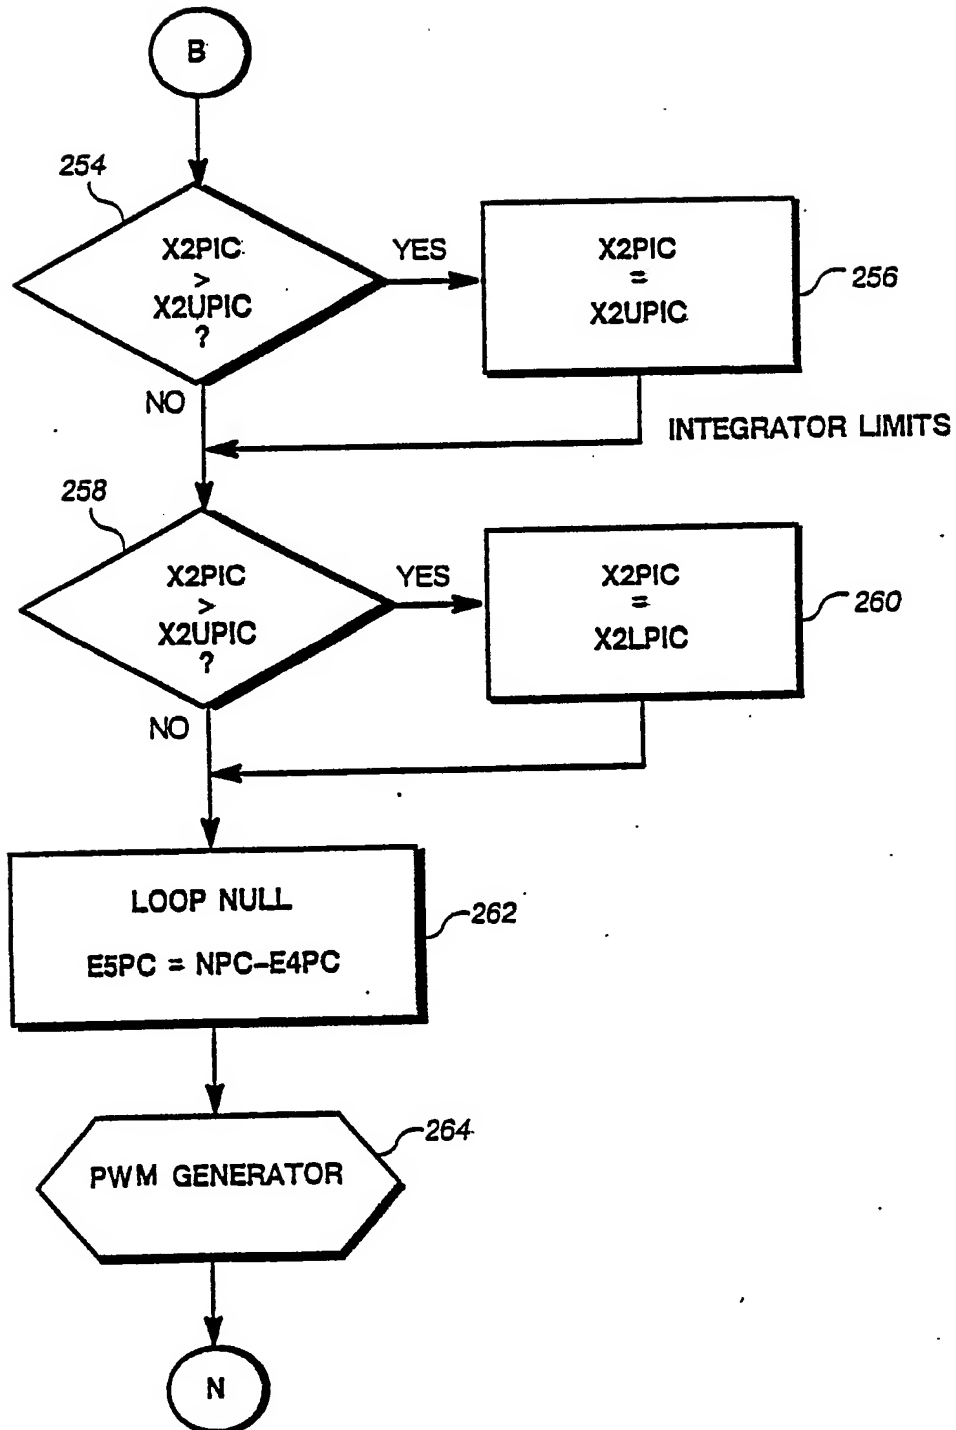 B
254
X2PIC
>
X2UPIC
?
YES
X2PIC
=
X2UPIC
256
NO
INTEGRATOR LIMITS
258
X2PIC
>
X2UPIC
?
YES
X2PIC
=
X2LPIC
260
NO
LOOP NULL
E5PC = NPC-E4PC
262
PWM GENERATOR
264
N